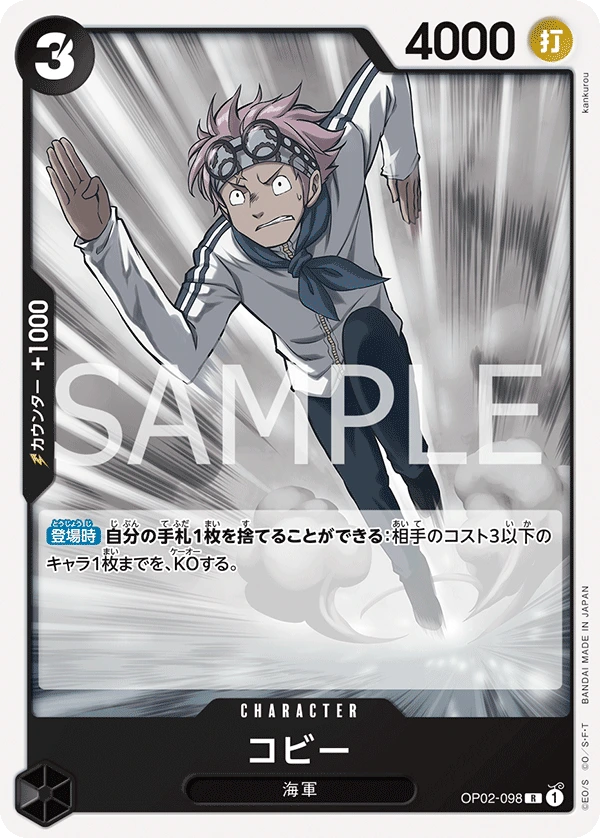 3
4000 打
kankurou
カウンター +1000
SAMPLE
登場時 自分の手札1枚を捨てることができる:相手のコスト3以下の
キャラ1枚までを、KOする。
CHARACTER
コビー
海軍
OP02-098 R 1
©E.O/S ©O/S・F・T BANDAI MADE IN JAPAN